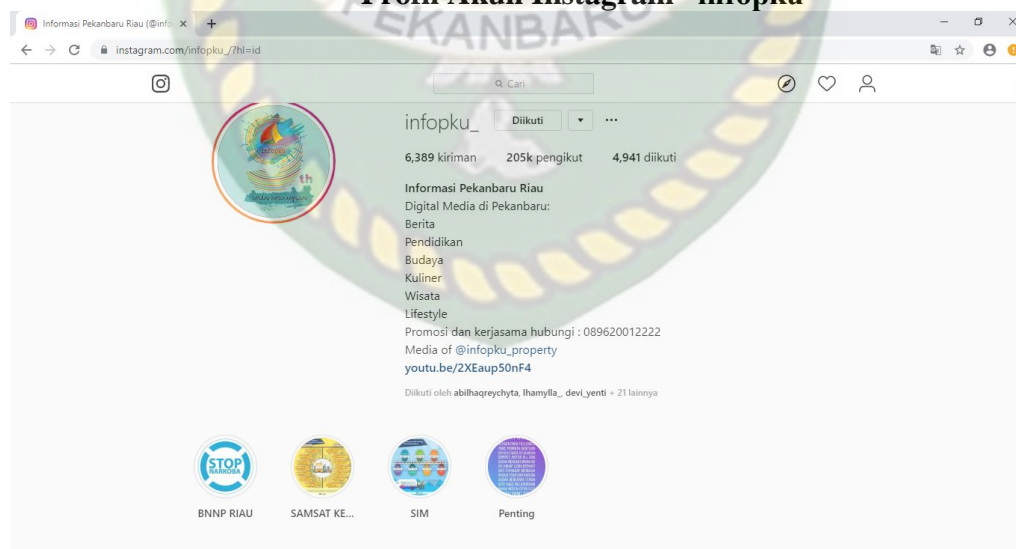 Profil Akun Instagram infopku
PEKANBARU
Informasi Pekanbaru Riau (@info
instagram.com/infopku_/?hl=id
Cari
infopku_ Diikuti
6,389 kiriman 205k pengikut 4,941 diikuti
infopku
th
Informasi Pekanbaru Riau
Digital Media di Pekanbaru:
Berita
Pendidikan
Budaya
Kuliner
Wisata
Lifestyle
Promosi dan kerjasama hubungi : 089620012222
Media of @infopku_property
youtu.be/2XEaup50nF4
Diikuti oleh abilhaqreychyta, lhamylla_, devi_yenti + 21 lainnya
STOP
NARKOBA
BNNP RIAU SAMSAT KE... SIM Penting